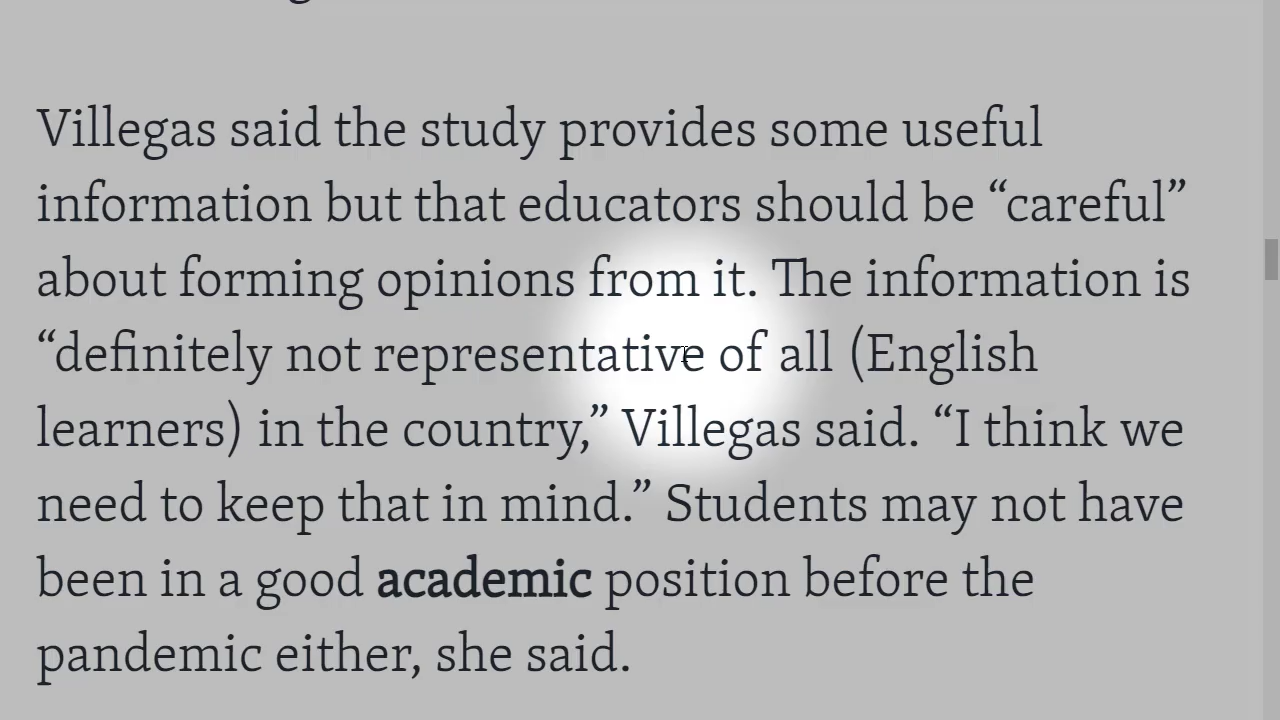 Villegas said the study provides some useful
information but that educators should be “careful”
about forming opinions from it. The information is
“definitely not representative of all (English
learners) in the country,” Villegas said. “I think we
need to keep that in mind.” Students may not have
been in a good academic position before the
pandemic either, she said.